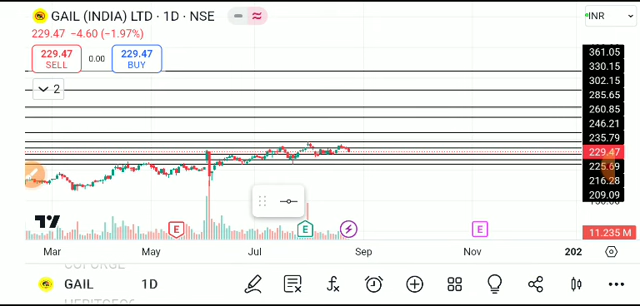 GAIL (INDIA) LTD · 1D · NSE
INR
229.47 −4.60 (−1.97%)
229.47 SELL 0.00 229.47 BUY
2
361.05
330.15
302.15
285.65
260.85
246.21
235.79
229.47
225.69
216.28
209.09
11.235 M
E E E
Mar May Jul Sep Nov 202
COFORGE
GAIL 1D